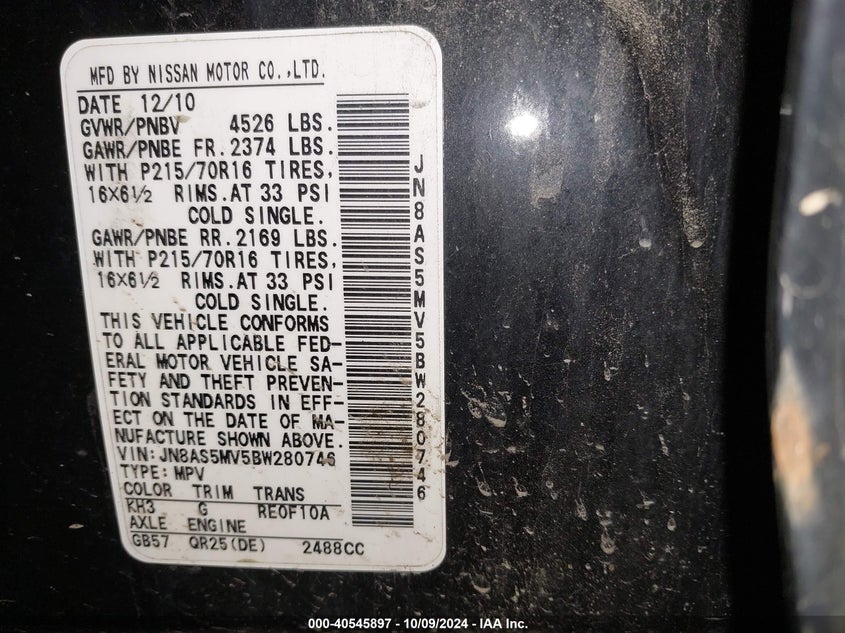 MFD BY NISSAN MOTOR CO.,LTD.
DATE 12/10
GVWR/PNBV 4526 LBS.
GAWR/PNBE FR. 2374 LBS.
WITH P215/70R16 TIRES,
16X6½ RIMS.AT 33 PSI
COLD SINGLE.
GAWR/PNBE RR. 2169 LBS.
WITH P215/70R16 TIRES,
16X6½ RIMS.AT 33 PSI
COLD SINGLE.
THIS VEHICLE CONFORMS
TO ALL APPLICABLE FED-
ERAL MOTOR VEHICLE SA-
FETY AND THEFT PREVEN-
TION STANDARDS IN EFF-
ECT ON THE DATE OF MA-
NUFACTURE SHOWN ABOVE.
VIN: JN8AS5MV5BW280746
TYPE: MPV
COLOR TRIM TRANS
KH3 G RE0F10A
AXLE ENGINE
GB57 QR25(DE) 2488CC
JN8AS5MV5BW280746
000-40545897 - 10/09/2024 - IAA Inc.